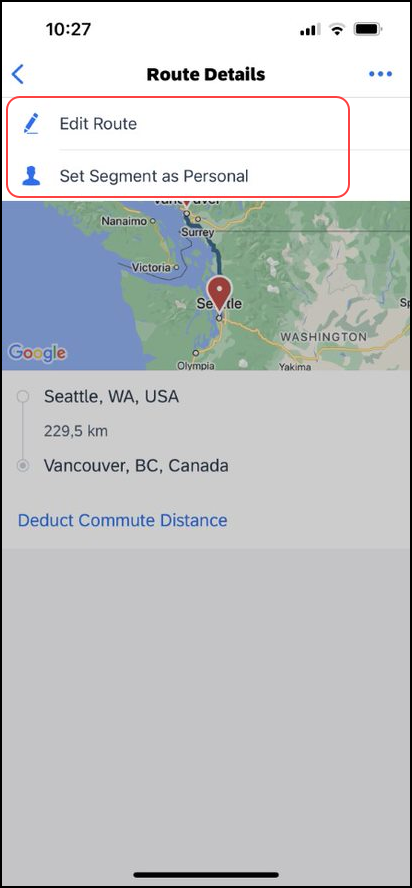 10:27
Route Details
Edit Route
Set Segment as Personal
Nanaimo
Surrey
Victoria
Seattle
WASHINGTON
Google
Olympia
Yakima
Seattle, WA, USA
229,5 km
Vancouver, BC, Canada
Deduct Commute Distance